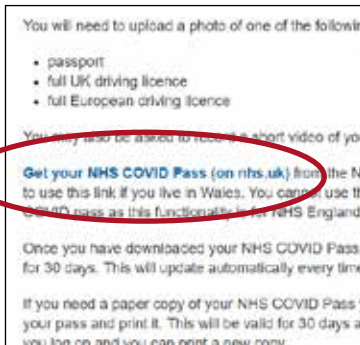 You will need to upload a photo of one of the followin
• passport
• full UK driving licence
• full European driving licence
You may also be asked to record a short video of you
Get your NHS COVID Pass (on nhs.uk) from the N
to use this link if you live in Wales. You cannot use th
COVID pass as this functionality is for NHS England
Once you have downloaded your NHS COVID Pass
for 30 days. This will update automatically every time
If you need a paper copy of your NHS COVID Pass y
your pass and print it. This will be valid for 30 days a
you log on and you can print a new copy